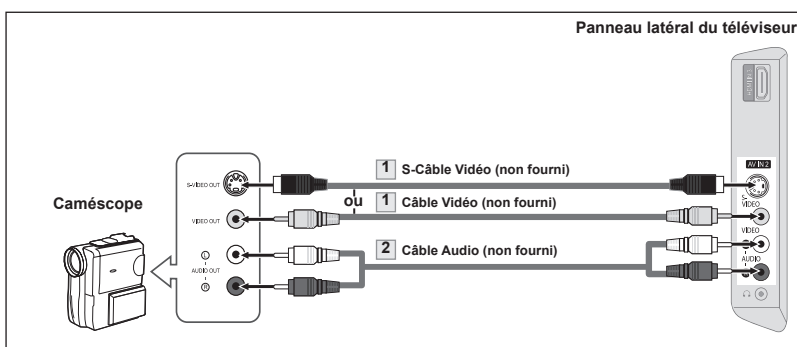 Panneau latéral du téléviseur
AV IN 2
1 S-Câble Vidéo (non fourni)
S-VIDEO OUT
ou
1 Câble Vidéo (non fourni)
Caméscope
VIDEO OUT
VIDEO
VIDEO
2 Câble Audio (non fourni)
L
AUDIO OUT
R
AUDIO